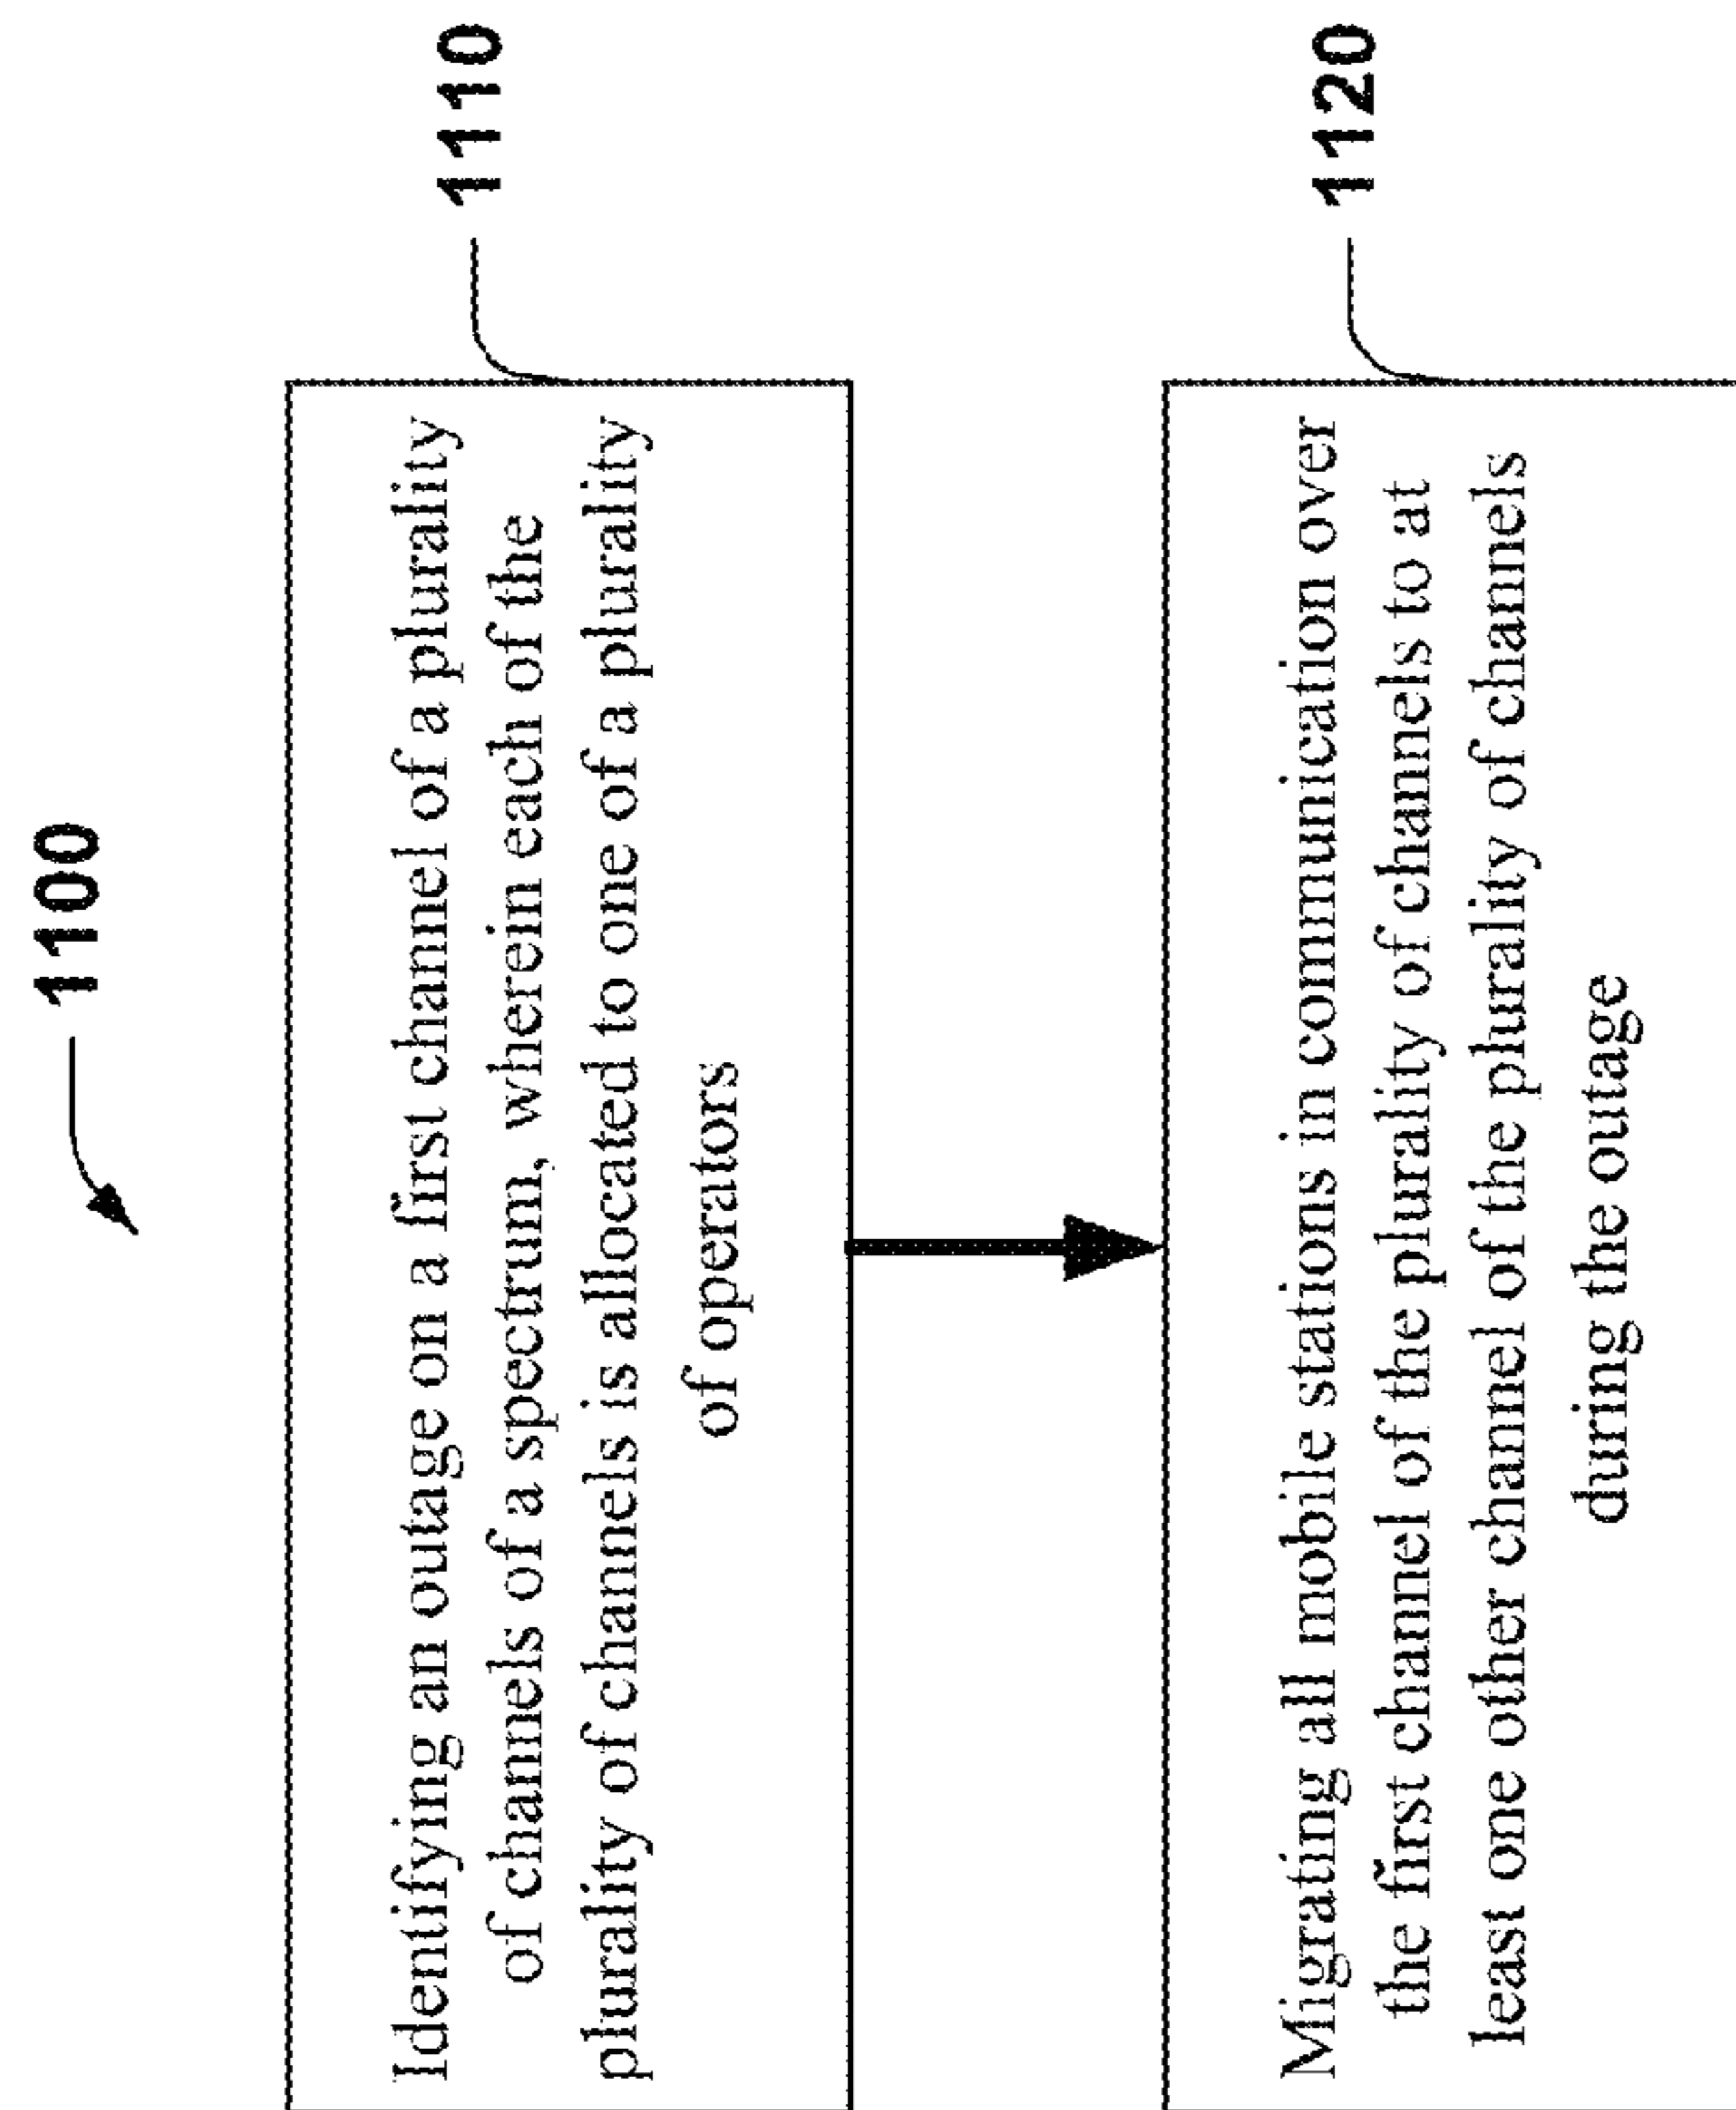 1100
Identifying an outage on a first channel of a plurality
of channels of a spectrum, wherein each of the
plurality of channels is allocated to one of a plurality
of operators
1110
Migrating all mobile stations in communication over
the first channel of the plurality of channels to at
least one other channel of the plurality of channels
during the outage
1120